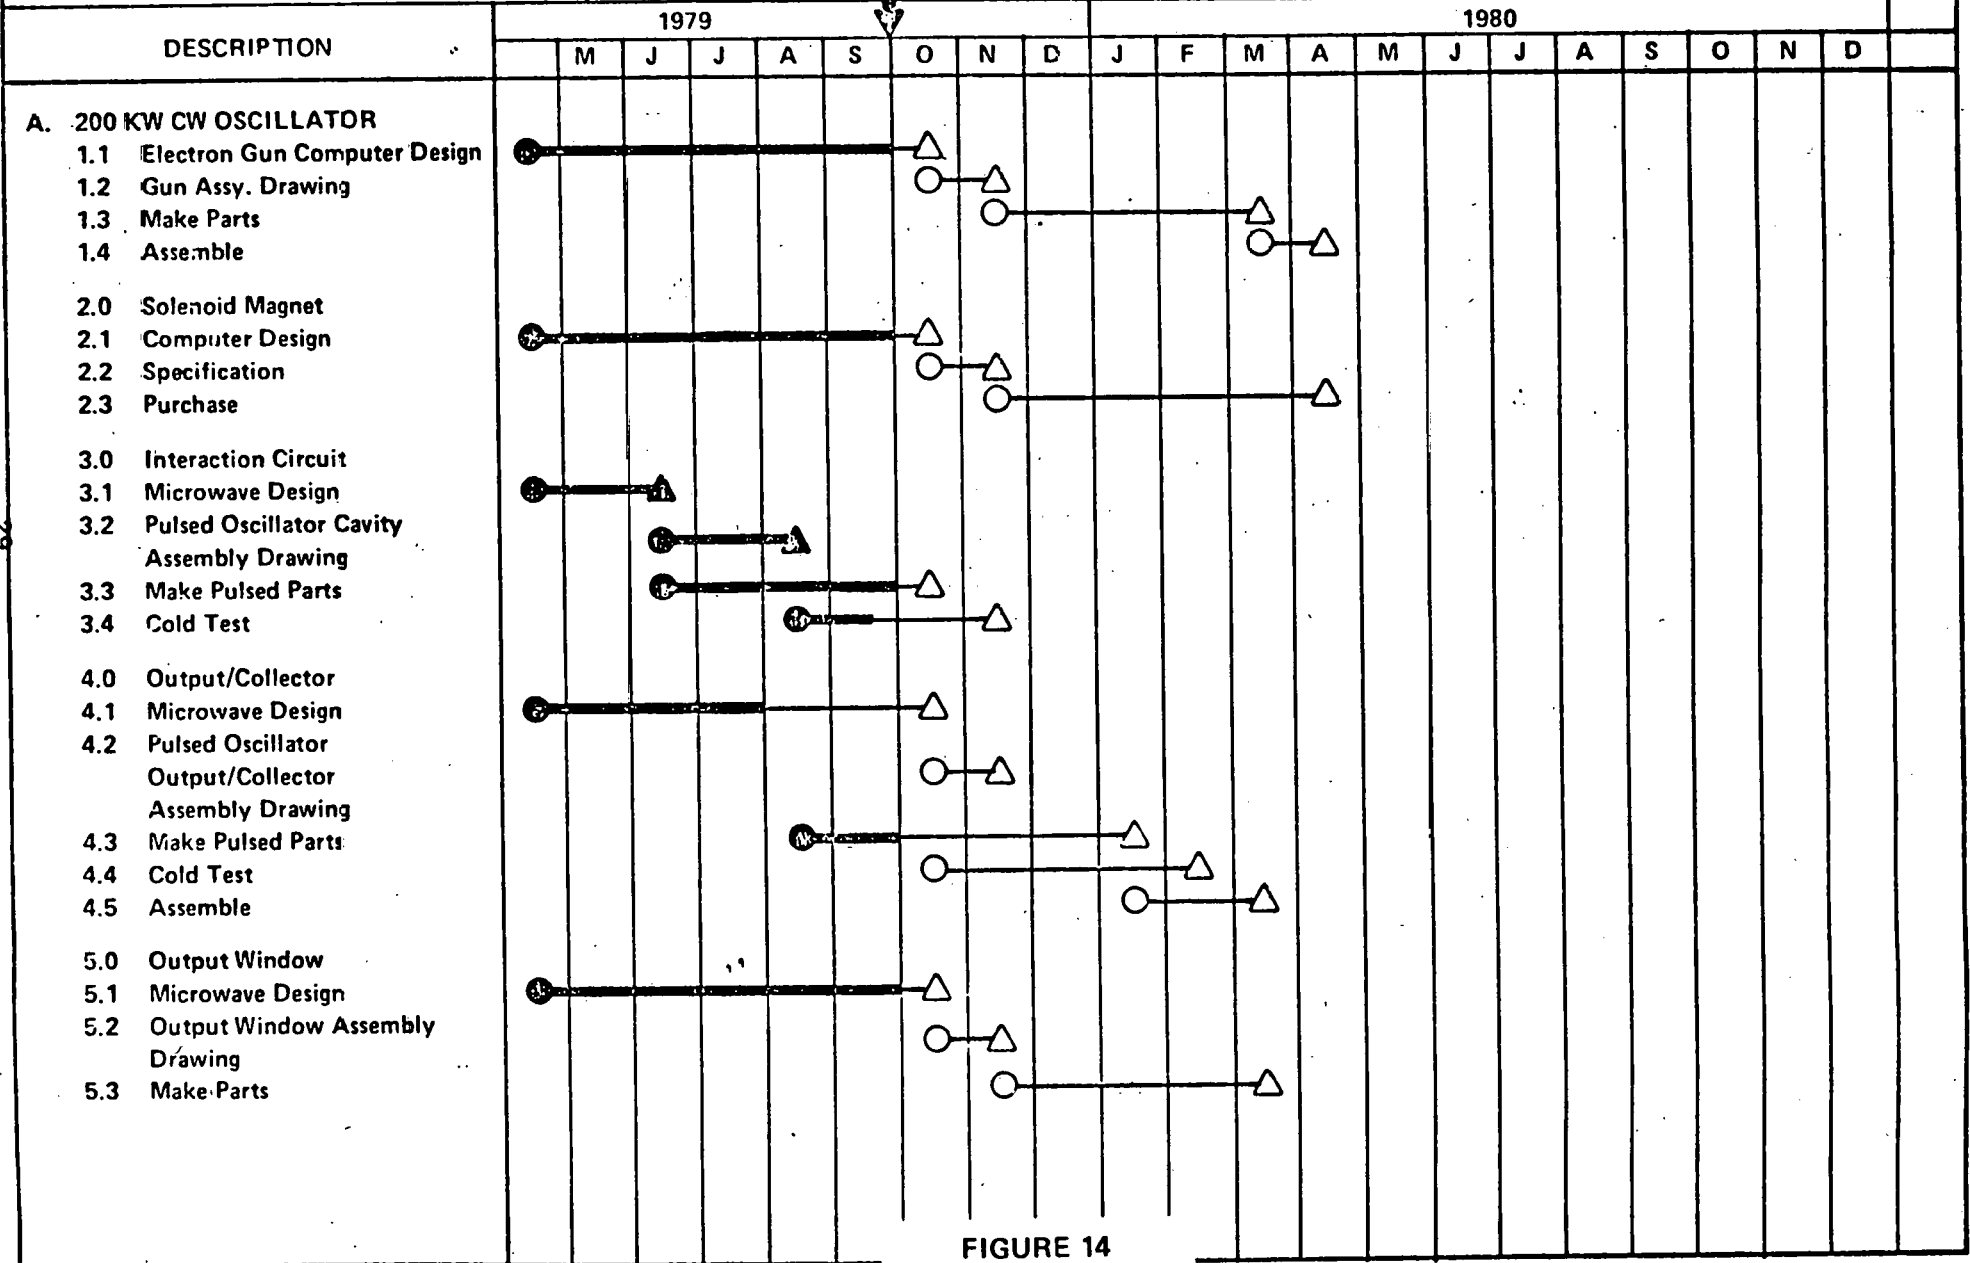 1979 1980
DESCRIPTION M J J A S O N D J F M A M J J A S O N D
A. 200 KW CW OSCILLATOR
1.1 Electron Gun Computer Design
1.2 Gun Assy. Drawing
1.3 Make Parts
1.4 Assemble
2.0 Solenoid Magnet
2.1 Computer Design
2.2 Specification
2.3 Purchase
3.0 Interaction Circuit
3.1 Microwave Design
3.2 Pulsed Oscillator Cavity
Assembly Drawing
3.3 Make Pulsed Parts
3.4 Cold Test
4.0 Output/Collector
4.1 Microwave Design
4.2 Pulsed Oscillator
Output/Collector
Assembly Drawing
4.3 Make Pulsed Parts
4.4 Cold Test
4.5 Assemble
5.0 Output Window
5.1 Microwave Design
5.2 Output Window Assembly
Drawing
5.3 Make Parts
FIGURE 14